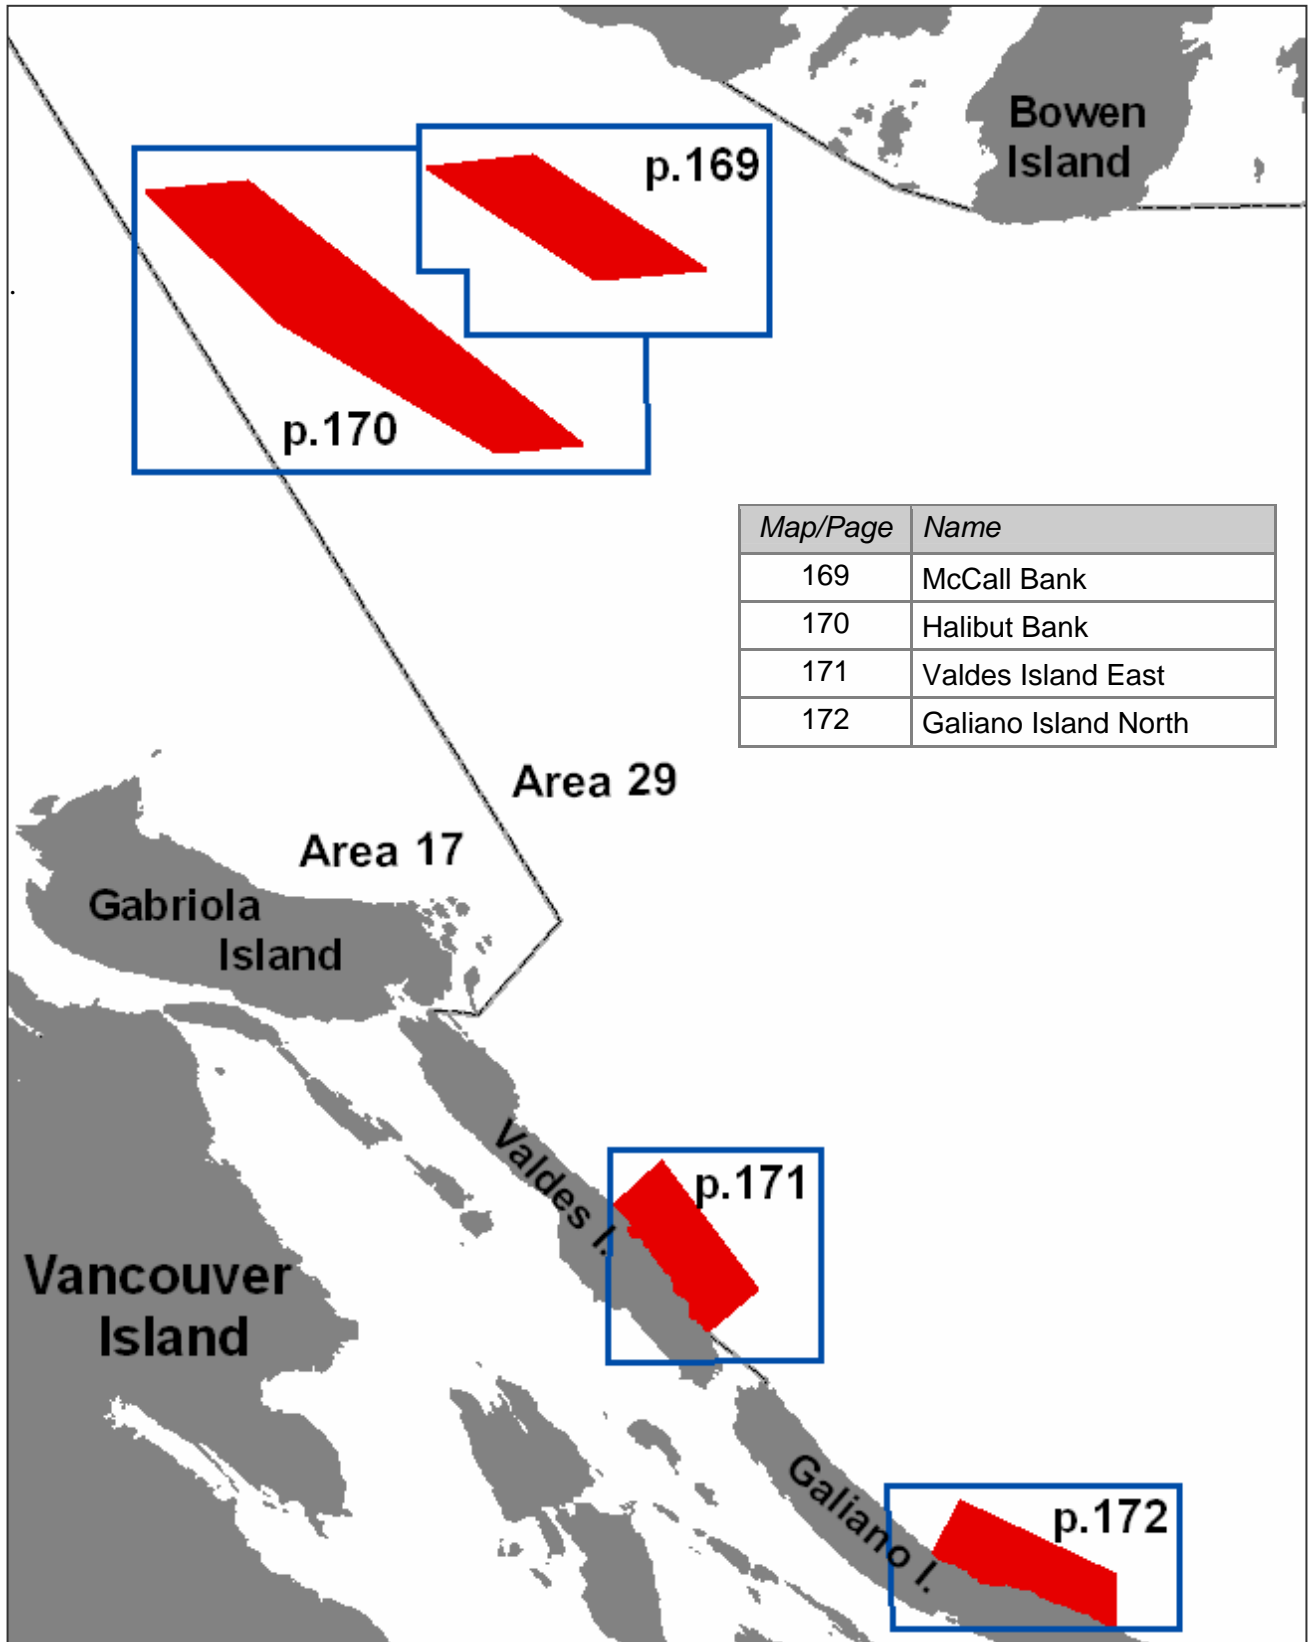 Bowen
Island
p.169
p.170
Map/Page Name
169 McCall Bank
170 Halibut Bank
171 Valdes Island East
172 Galiano Island North
Area 29
Area 17
Gabriola
Island
Valdes I.
p.171
Vancouver
Island
Galiano I.
p.172